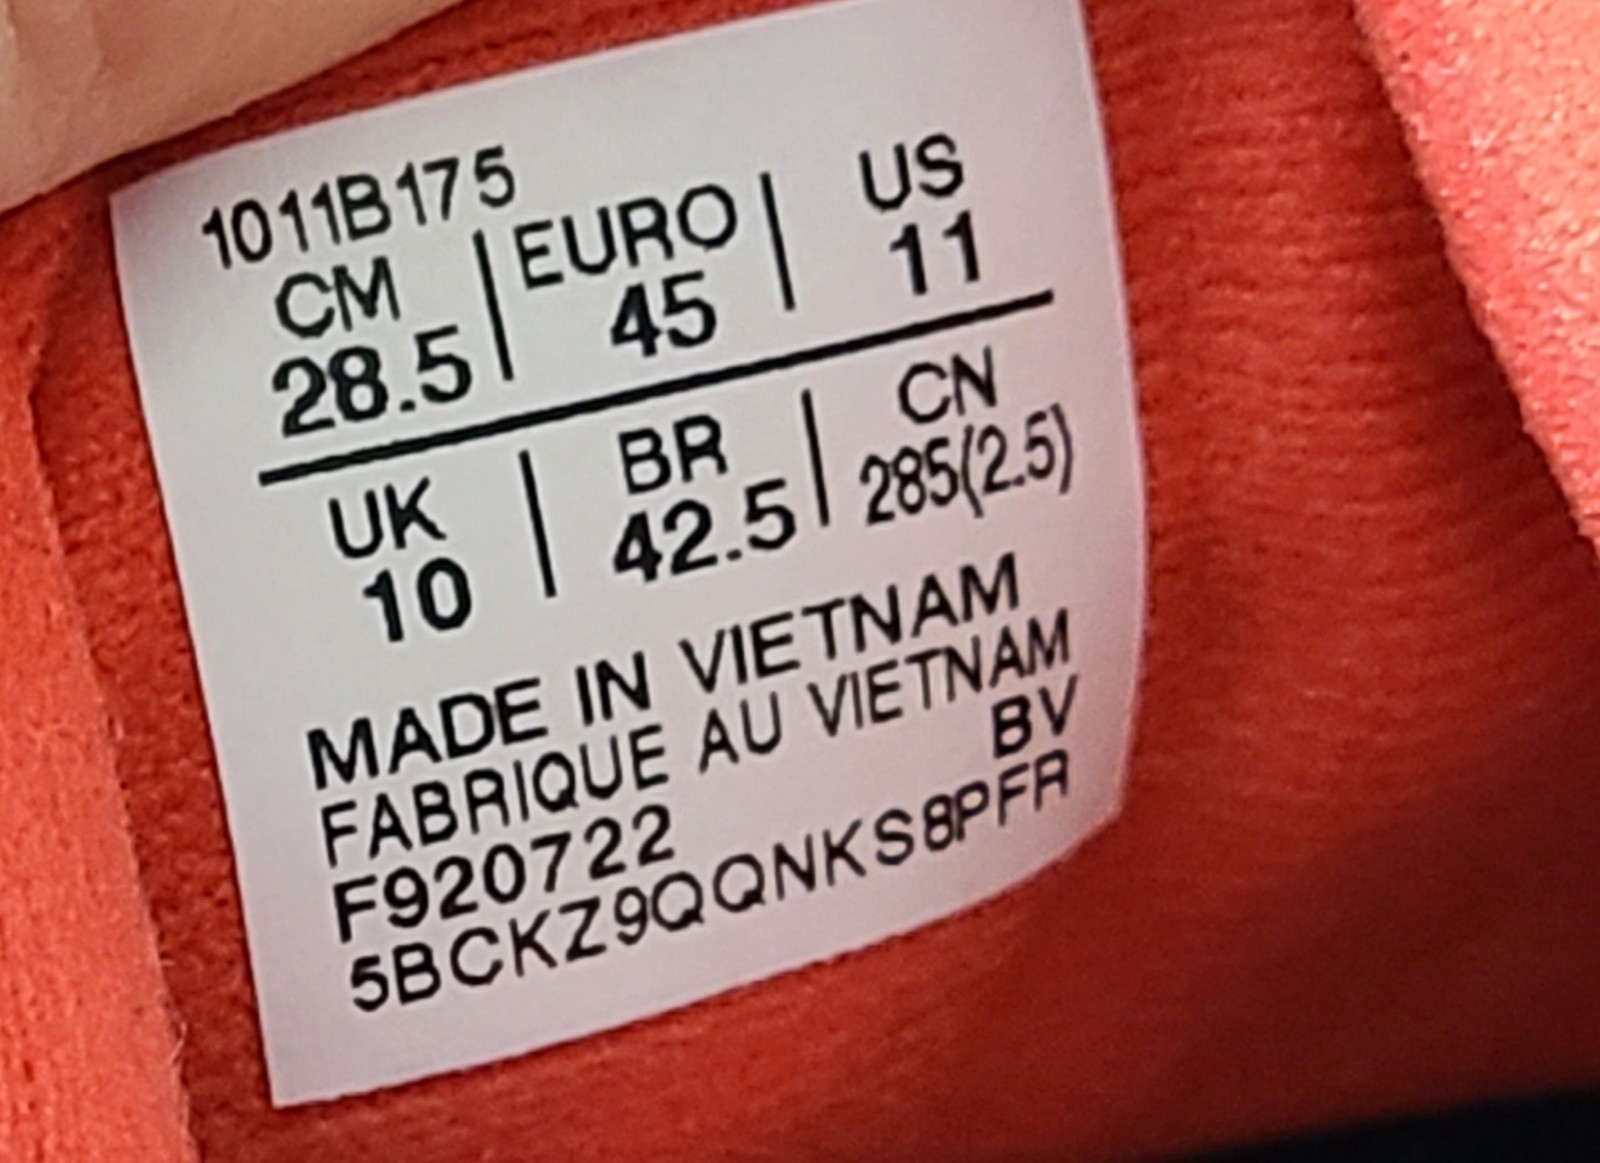 1011B175
CM | EURO | US
28.5 | 45 | 11
UK | BR | CN
10 | 42.5 | 285(2.5)
MADE IN VIETNAM
FABRIQUE AU VIETNAM
BV
F920722
5BCKZ9QQNKS8PFR